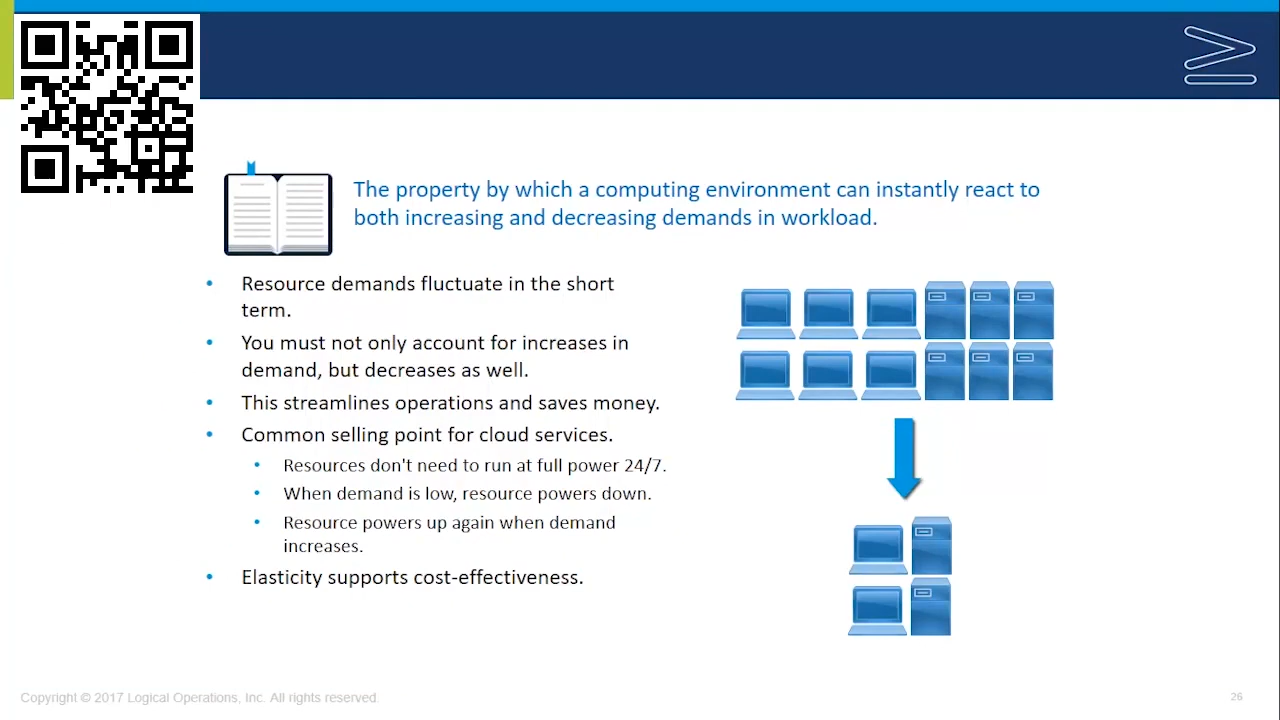 The property by which a computing environment can instantly react to
both increasing and decreasing demands in workload.
• Resource demands fluctuate in the short
term.
• You must not only account for increases in
demand, but decreases as well.
• This streamlines operations and saves money.
• Common selling point for cloud services.
• Resources don't need to run at full power 24/7.
• When demand is low, resource powers down.
• Resource powers up again when demand
increases.
• Elasticity supports cost-effectiveness.
Copyright © 2017 Logical Operations, Inc. All rights reserved.
26